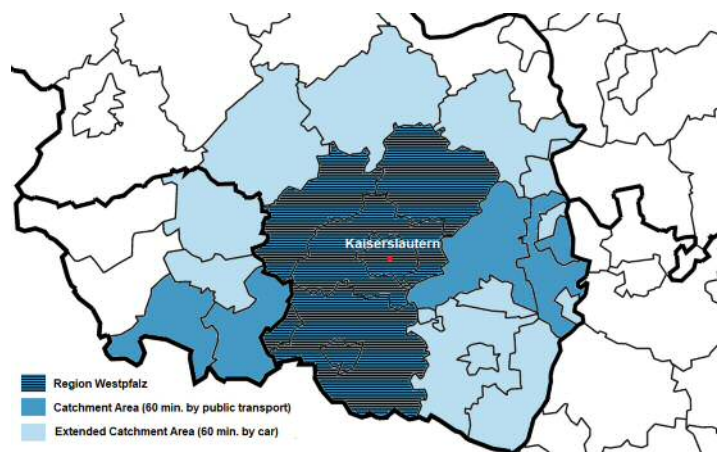 Kaiserslautern
Region Westpfalz
Catchment Area (60 min. by public transport)
Extended Catchment Area (60 min. by car)